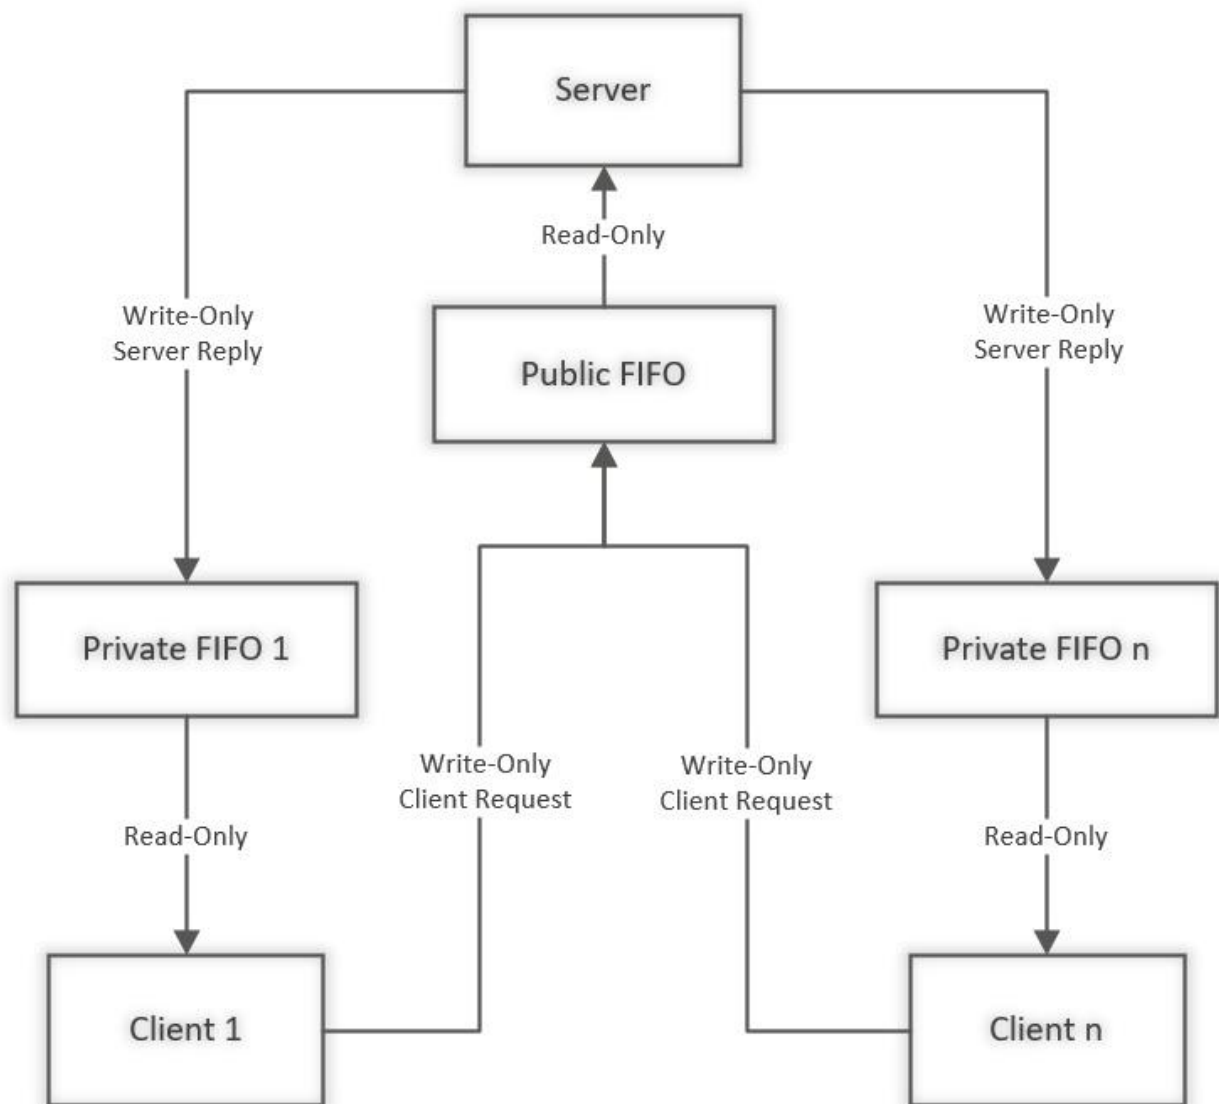 Server
Read-Only
Write-Only
Server Reply
Write-Only
Server Reply
Public FIFO
Private FIFO 1
Private FIFO n
Write-Only
Client Request
Write-Only
Client Request
Read-Only
Read-Only
Client 1
Client n